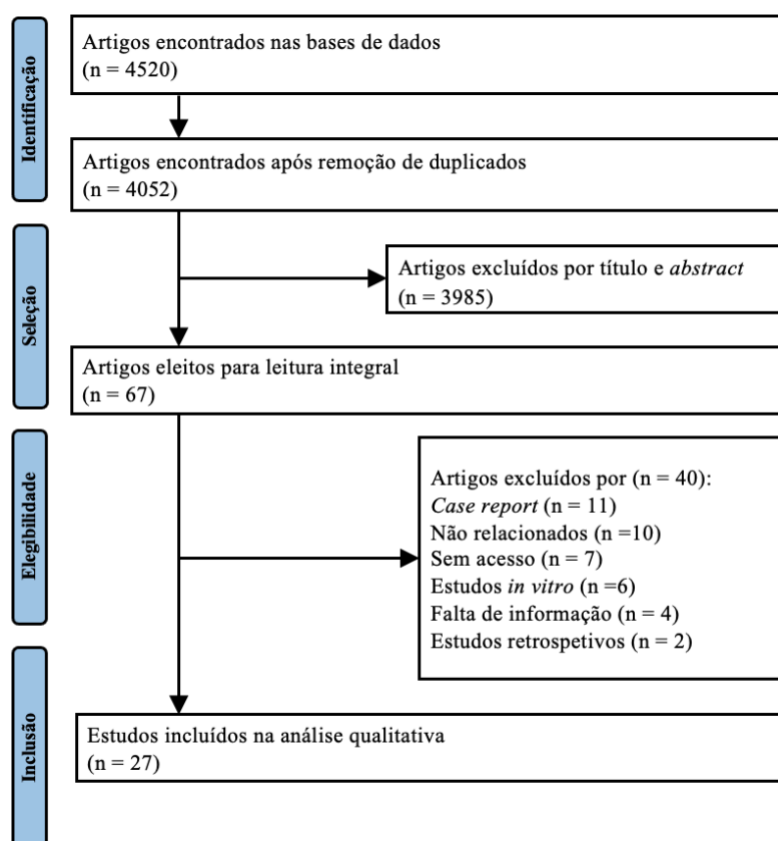 Identificação
Artigos encontrados nas bases de dados
(n = 4520)
Artigos encontrados após remoção de duplicados
(n = 4052)
Seleção
Artigos excluídos por título e abstract
(n = 3985)
Artigos eleitos para leitura integral
(n = 67)
Elegibilidade
Artigos excluídos por (n = 40):
Case report (n = 11)
Não relacionados (n =10)
Sem acesso (n = 7)
Estudos in vitro (n =6)
Falta de informação (n = 4)
Estudos retrospetivos (n = 2)
Inclusão
Estudos incluídos na análise qualitativa
(n = 27)